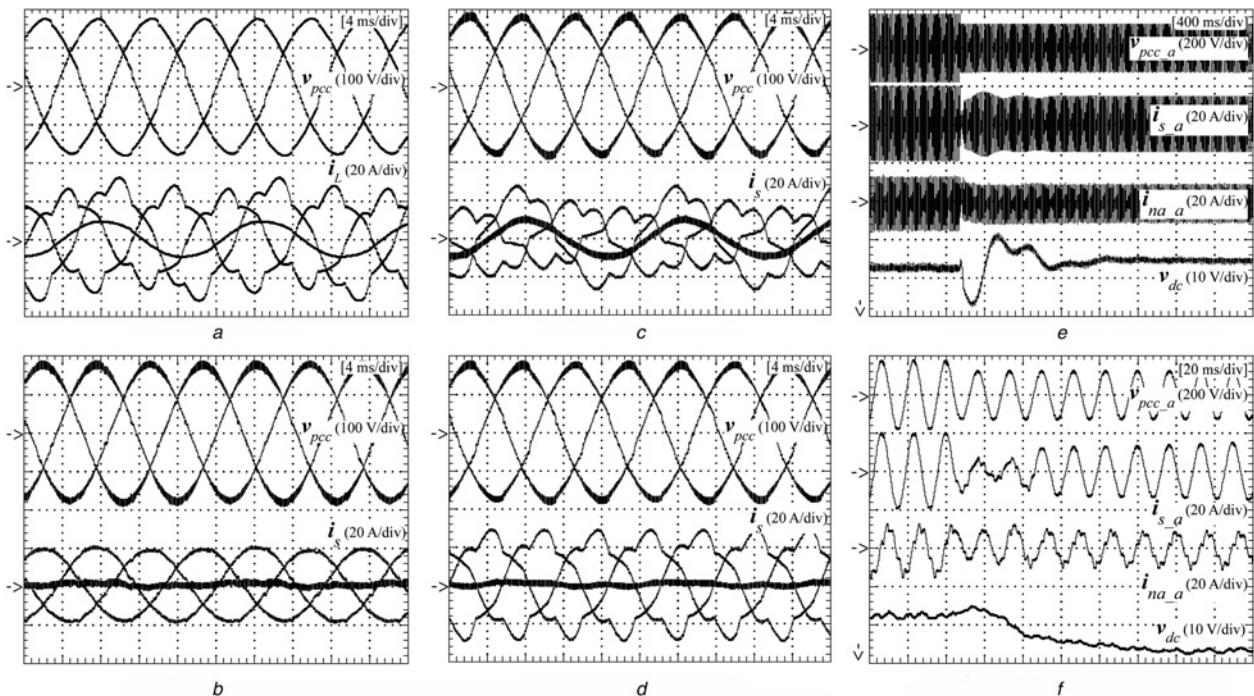 [4 ms/div]
v_pcc (100 V/div)
i_L (20 A/div)
a
[4 ms/div]
v_pcc (100 V/div)
i_s (20 A/div)
c
[400 ms/div]
v_pcc_a (200 V/div)
i_s_a (20 A/div)
i_na_a (20 A/div)
v_dc (10 V/div)
e
[4 ms/div]
v_pcc (100 V/div)
i_s (20 A/div)
b
[4 ms/div]
v_pcc (100 V/div)
i_s (20 A/div)
d
[20 ms/div]
v_pcc_a (200 V/div)
i_s_a (20 A/div)
i_na_a (20 A/div)
v_dc (10 V/div)
f